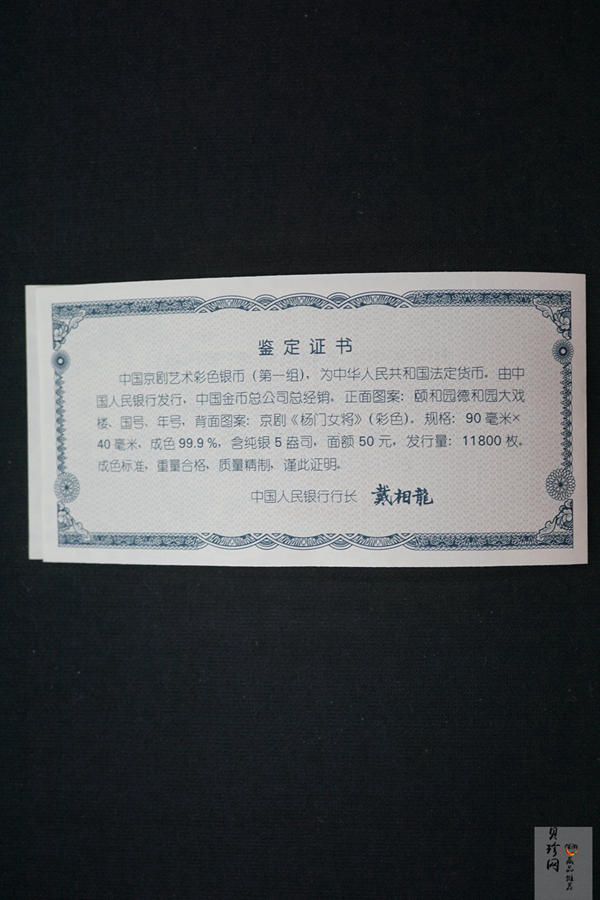 鉴定证书
中国京剧艺术彩色银币（第一组），为中华人民共和国法定货币，由中
国人民银行发行，中国金币总公司总经销，正面图案：颐和园德和园大戏
楼、国号、年号，背面图案：京剧《杨门女将》（彩色）。规格：90毫米×
40毫米，成色99.9%，含纯银5盎司，面额50元，发行量：11800枚。
成色标准，重量合格，质量精制，谨此证明。
中国人民银行行长 戴相龍
贝珍网